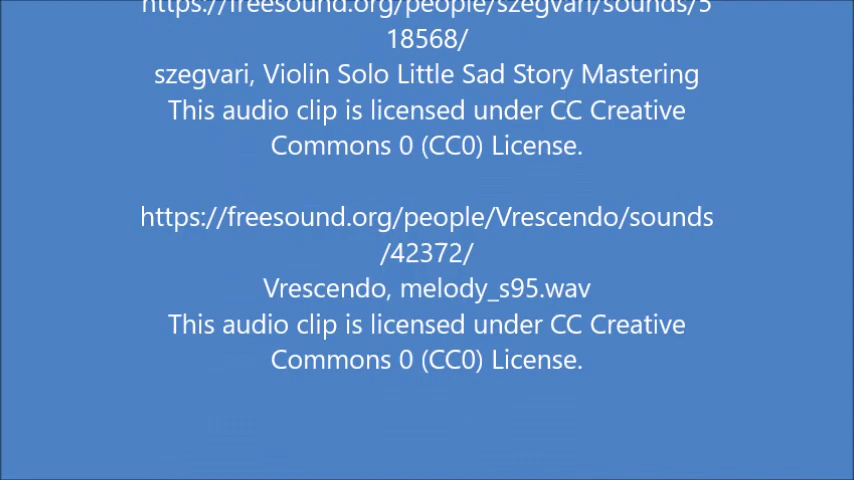 https://freesound.org/people/szegvari/sounds/5
18568/
szegvari, Violin Solo Little Sad Story Mastering
This audio clip is licensed under CC Creative
Commons 0 (CC0) License.
https://freesound.org/people/Vrescendo/sounds
/42372/
Vrescendo, melody_s95.wav
This audio clip is licensed under CC Creative
Commons 0 (CC0) License.